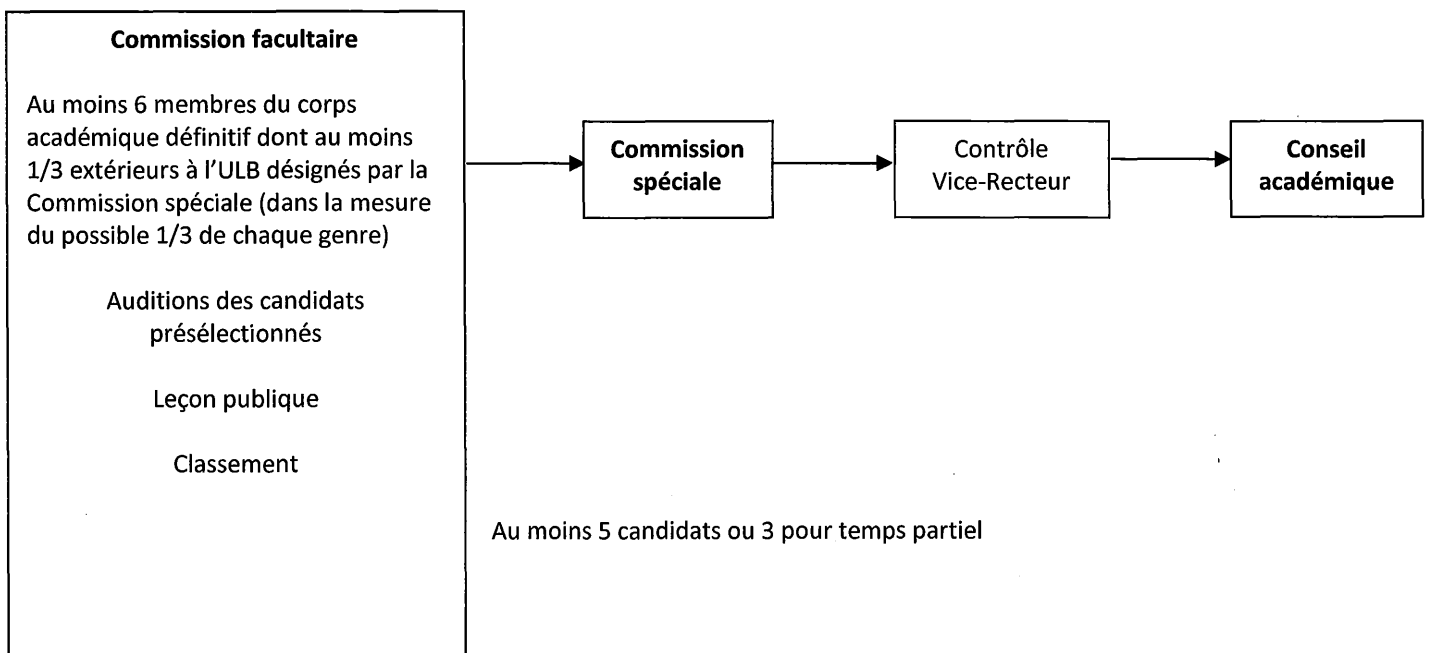 Commission facultaire
Au moins 6 membres du corps
académique définitif dont au moins
1/3 extérieurs à l'ULB désignés par la
Commission spéciale (dans la mesure
du possible 1/3 de chaque genre)
Auditions des candidats
présélectionnés
Leçon publique
Classement
Commission
spéciale
Contrôle
Vice-Recteur
Conseil
académique
Au moins 5 candidats ou 3 pour temps partiel